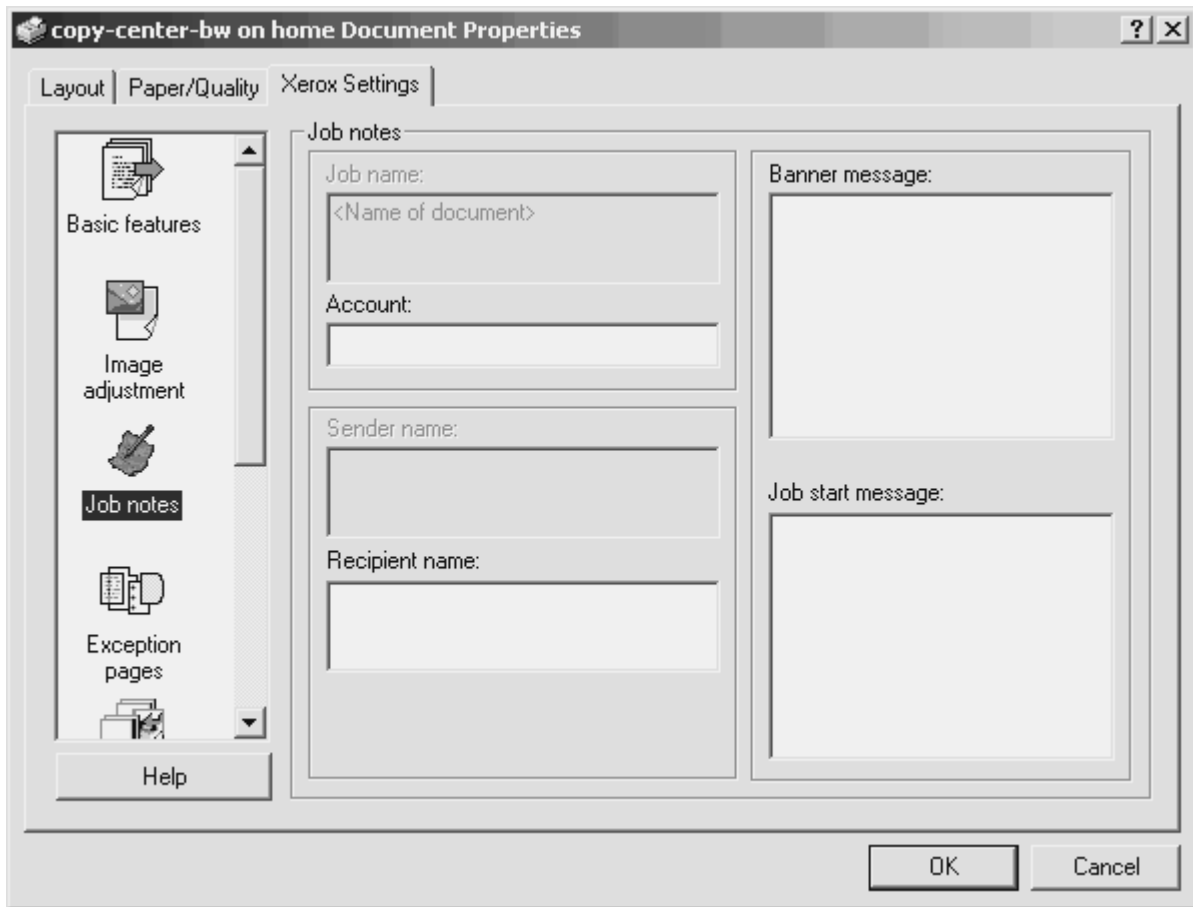 copy-center-bw on home Document Properties
Layout
Paper/Quality
Xerox Settings
Basic features
Image
adjustment
Job notes
Exception
pages
Help
Job notes
Job name:
<Name of document>
Account:
Sender name:
Recipient name:
Banner message:
Job start message:
OK
Cancel